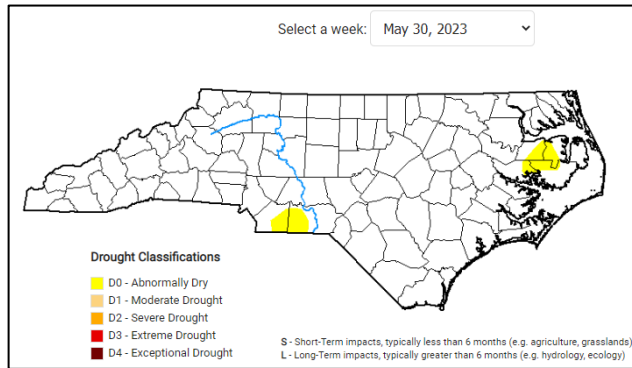 Select a week: May 30, 2023
Drought Classifications
D0 - Abnormally Dry
D1 - Moderate Drought
D2 - Severe Drought
D3 - Extreme Drought
D4 - Exceptional Drought
S - Short-Term impacts, typically less than 6 months (e.g. agriculture, grasslands)
L - Long-Term impacts, typically greater than 6 months (e.g. hydrology, ecology)